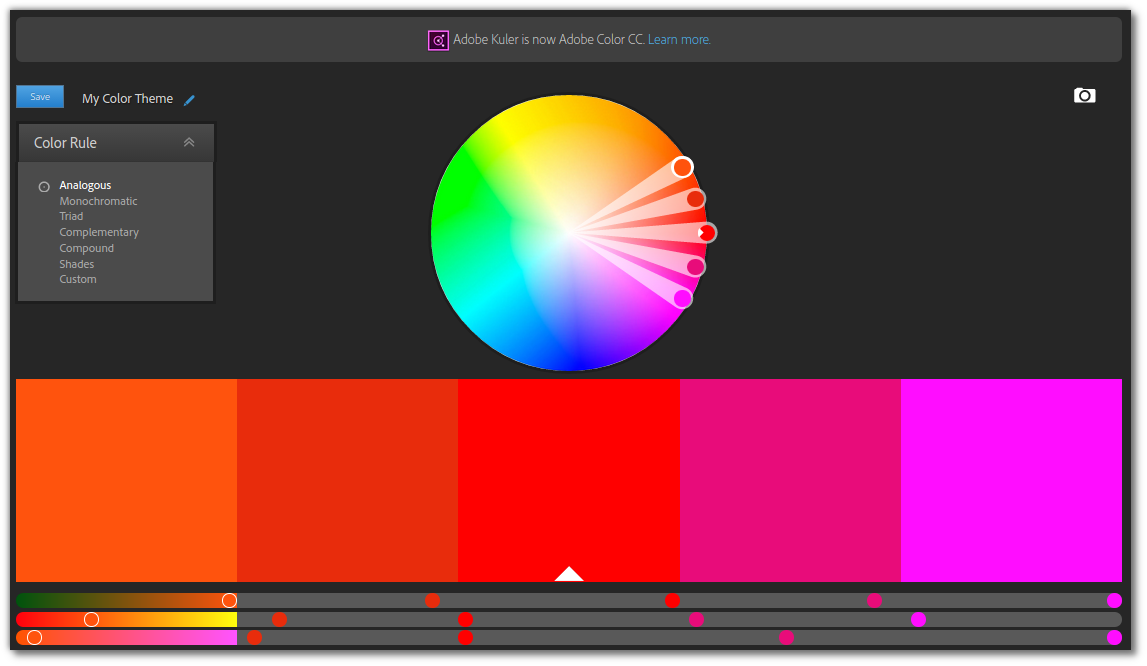 Adobe Kuler is now Adobe Color CC. Learn more.
Save
My Color Theme
Color Rule
Analogous
Monochromatic
Triad
Complementary
Compound
Shades
Custom